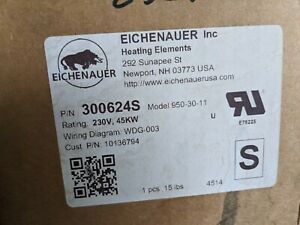 EICHENAUER Inc
Heating Elements
292 Sunapee St
Newport, NH 03773 USA
http://www.eichenauerusa.com
EICHENAUER
P/N 300624S Model 950-30-11
Rating: 230V, 45KW
Wiring Diagram: WDG-003
Cust P/N: 10136794
U
E76225
S
1 pcs 15 lbs 4514